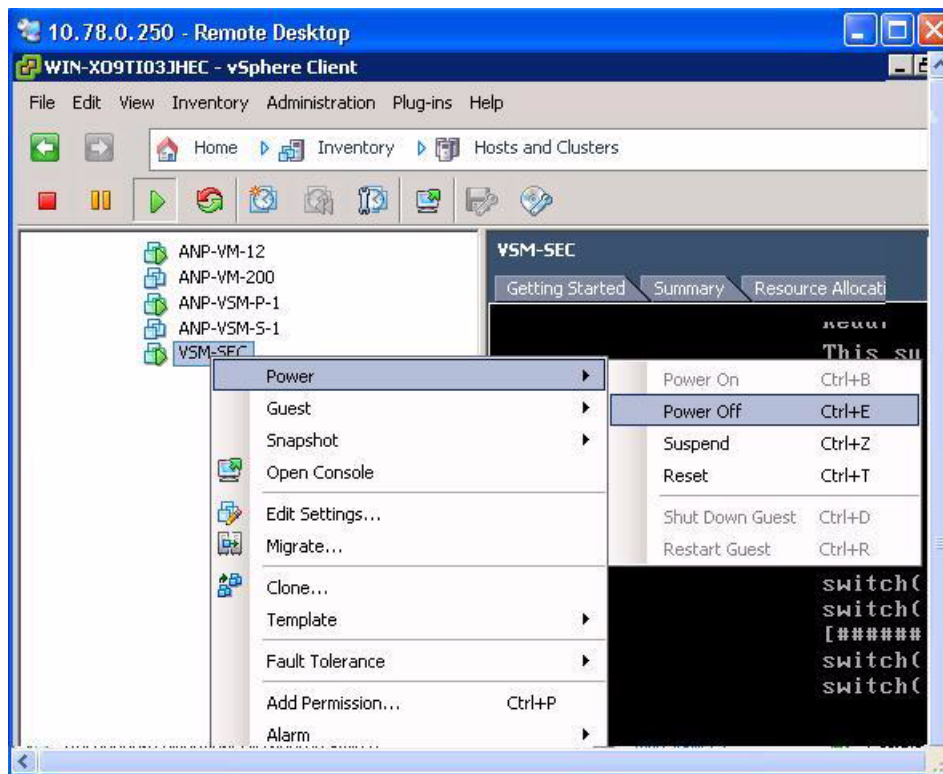 10.78.0.250 - Remote Desktop
WIN-XO9TI03JHEC - vSphere Client
File Edit View Inventory Administration Plug-ins Help
Home Inventory Hosts and Clusters
ANP-VM-12
ANP-VM-200
ANP-VSM-P-1
ANP-VSM-S-1
VSM-SEC
VSM-SEC
Getting Started Summary Resource Allocati
This su
Power
Guest
Snapshot
Open Console
Edit Settings...
Migrate...
Clone...
Template
Fault Tolerance
Add Permission... Ctrl+P
Alarm
Power On Ctrl+B
Power Off Ctrl+E
Suspend Ctrl+Z
Reset Ctrl+T
Shut Down Guest Ctrl+D
Restart Guest Ctrl+R
switch(
switch(
[######
switch(
switch(